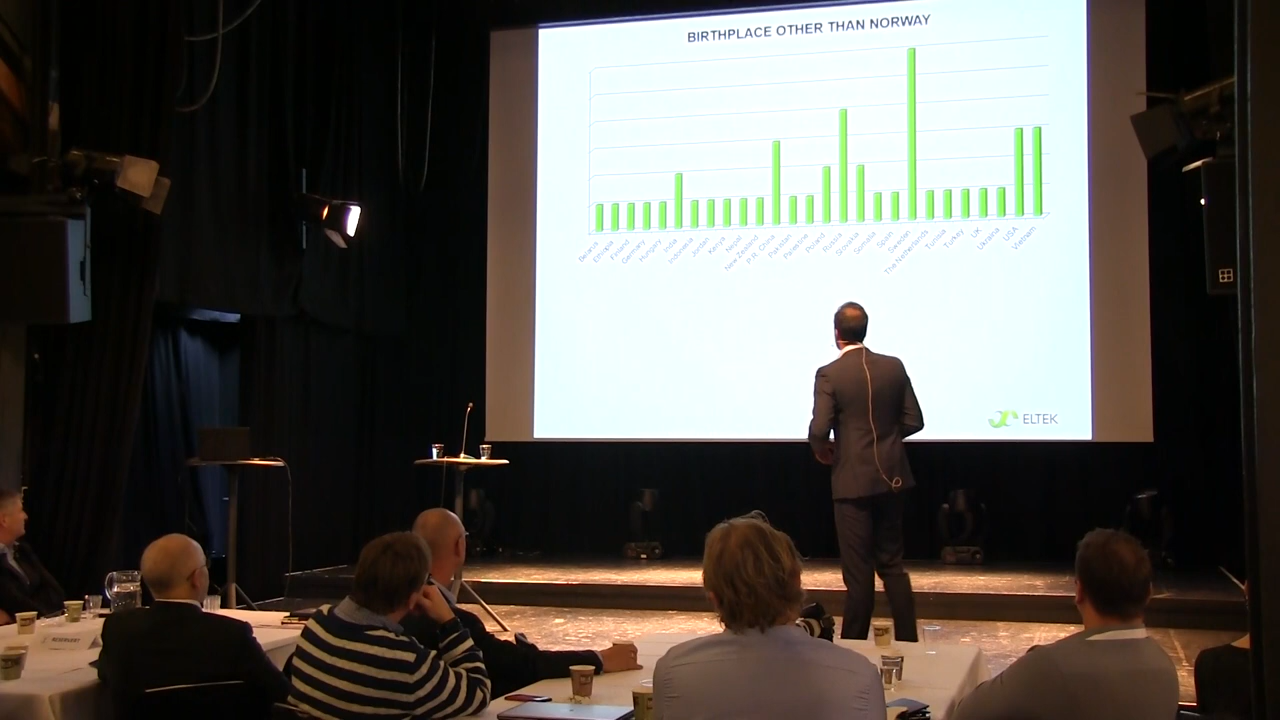 BIRTHPLACE OTHER THAN NORWAY
Belarus
Ethiopia
Finland
Germany
Hungary
India
Indonesia
Jordan
Kenya
Nepal
New Zealand
P.R. China
Pakistan
Palestine
Poland
Russia
Slovakia
Somalia
Spain
Sweden
The Netherlands
Tunisia
Turkey
UK
Ukraina
USA
Vietnam
ELTEK
RESERVERT